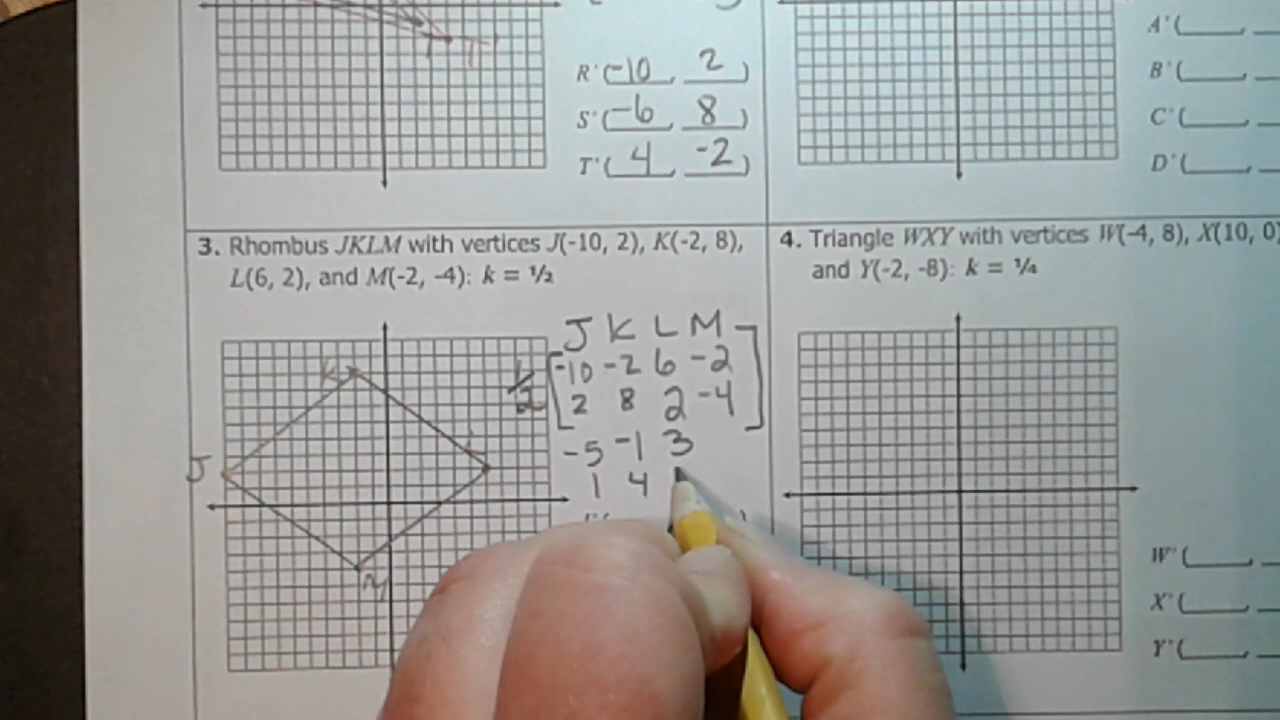 R'(-10, 2)
S'(-6, 8)
T'(4, -2)
A'(
B'(
C'(
D'(
3. Rhombus JKLM with vertices J(-10, 2), K(-2, 8),
L(6, 2), and M(-2, -4): k = 1/2
J K L M
1/2 [-10 -2 6 -2
2 8 2 -4]
-5 -1 3
1 4
K
J
L
M
4. Triangle WXY with vertices W(-4, 8), X(10, 0)
and Y(-2, -8): k = 1/4
W'(
X'(
Y'(